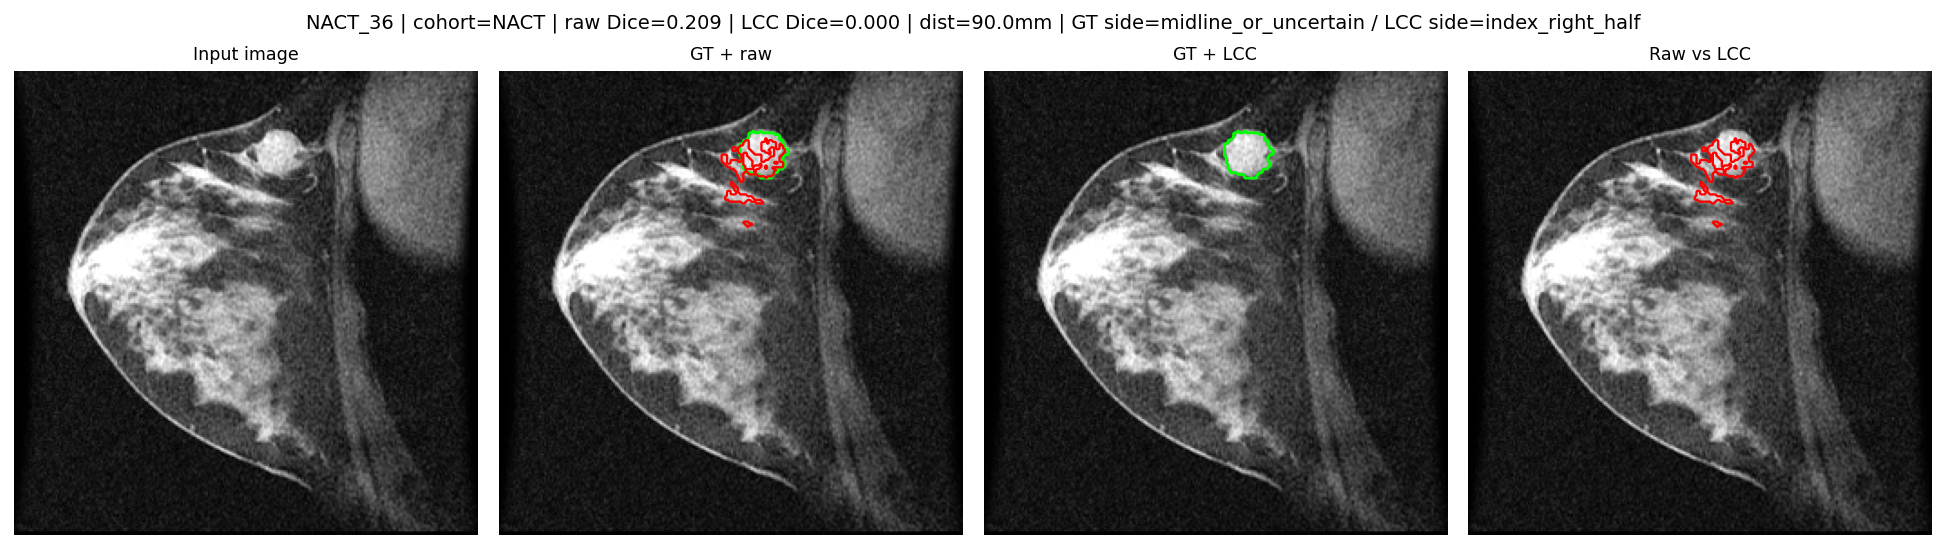 NACT_36 | cohort=NACT | raw Dice=0.209 | LCC Dice=0.000 | dist=90.0mm | GT side=midline_or_uncertain / LCC side=index_right_half
Input image
GT + raw
GT + LCC
Raw vs LCC